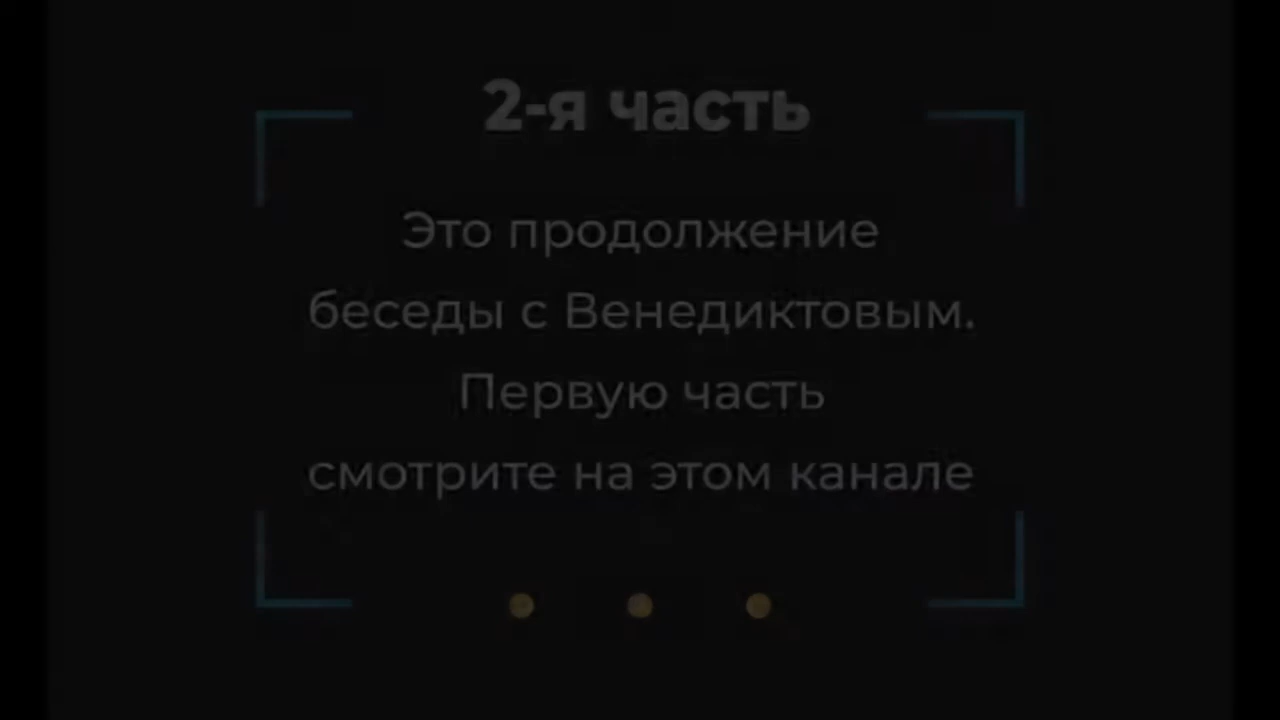 2-я часть
Это продолжение
беседы с Венедиктовым.
Первую часть
смотрите на этом канале